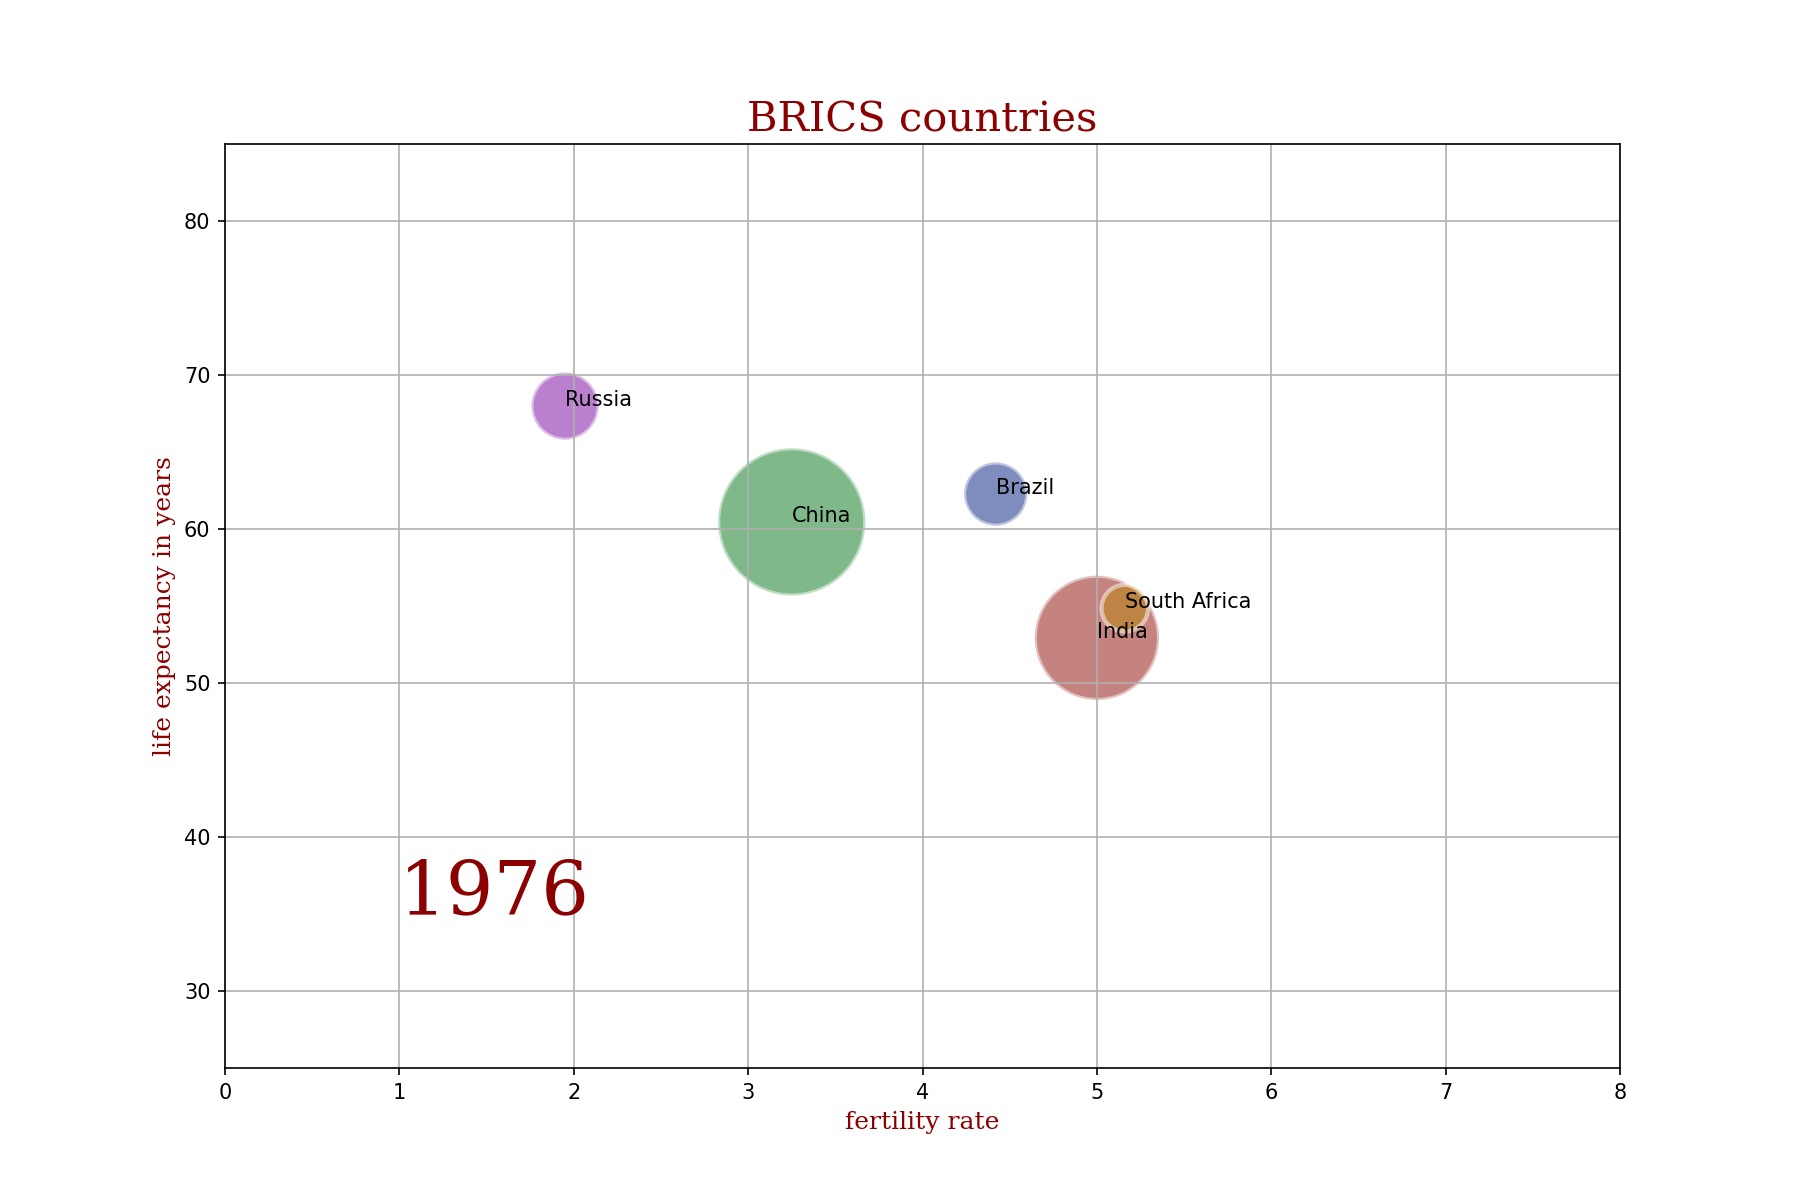 BRICS countries
life expectancy in years
80
70
60
50
40
30
Russia
China
Brazil
South Africa
India
1976
0 1 2 3 4 5 6 7 8
fertility rate